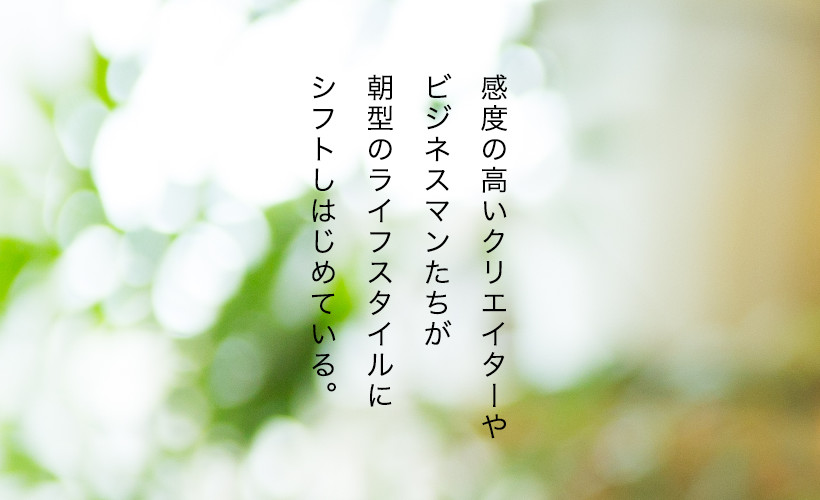 感度の高いクリエイターや
ビジネスマンたちが
朝型のライフスタイルに
シフトしはじめている。